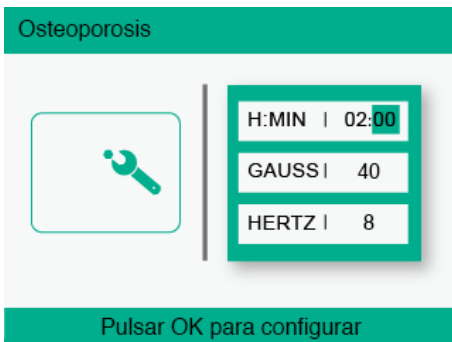 Osteoporosis
H:MIN | 02:00
GAUSS | 40
HERTZ | 8
Pulsar OK para configurar